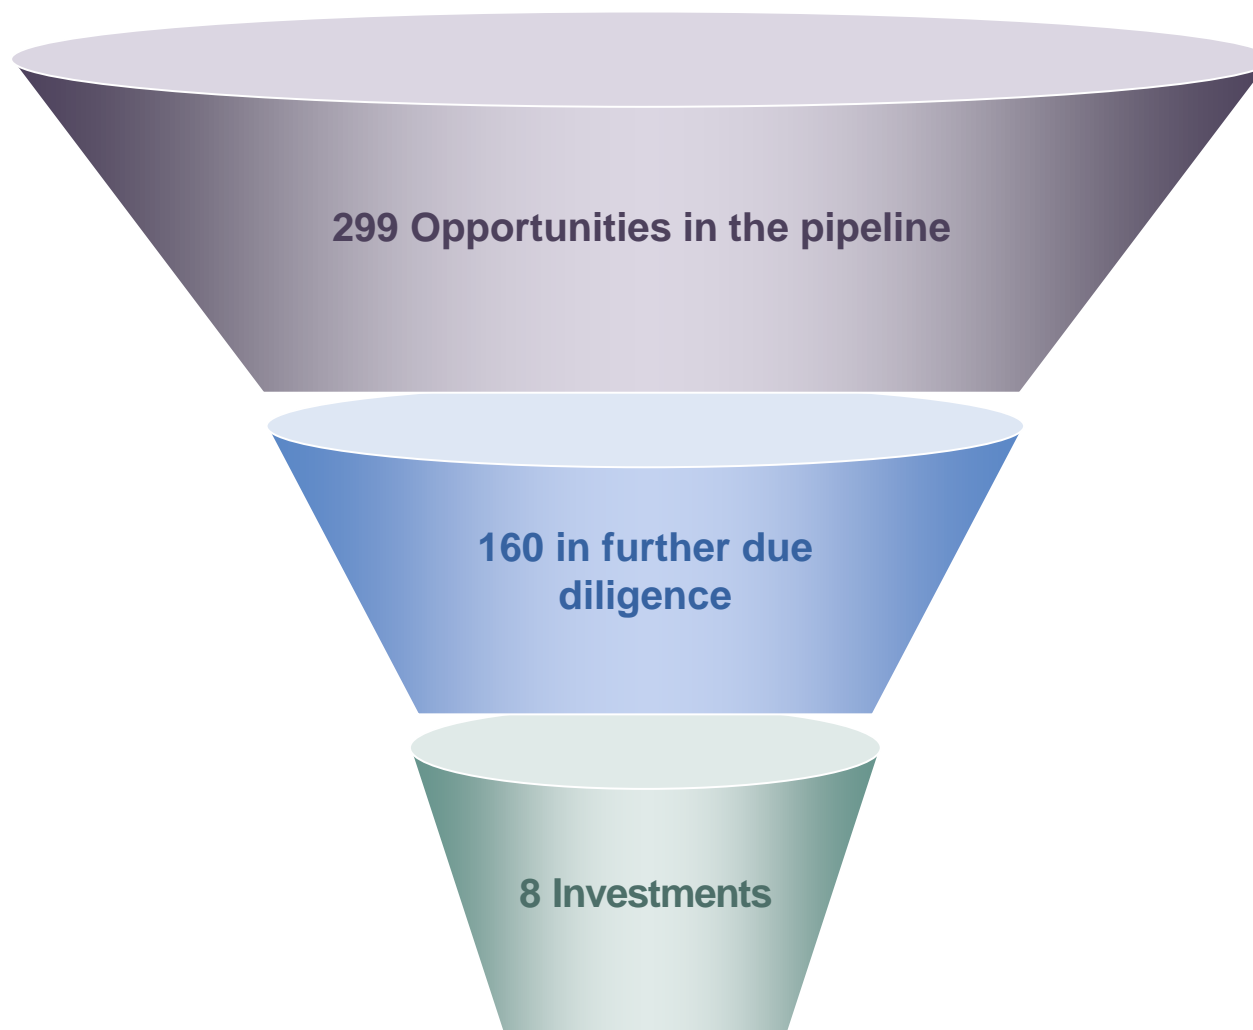 299 Opportunities in the pipeline
160 in further due
diligence
8 Investments